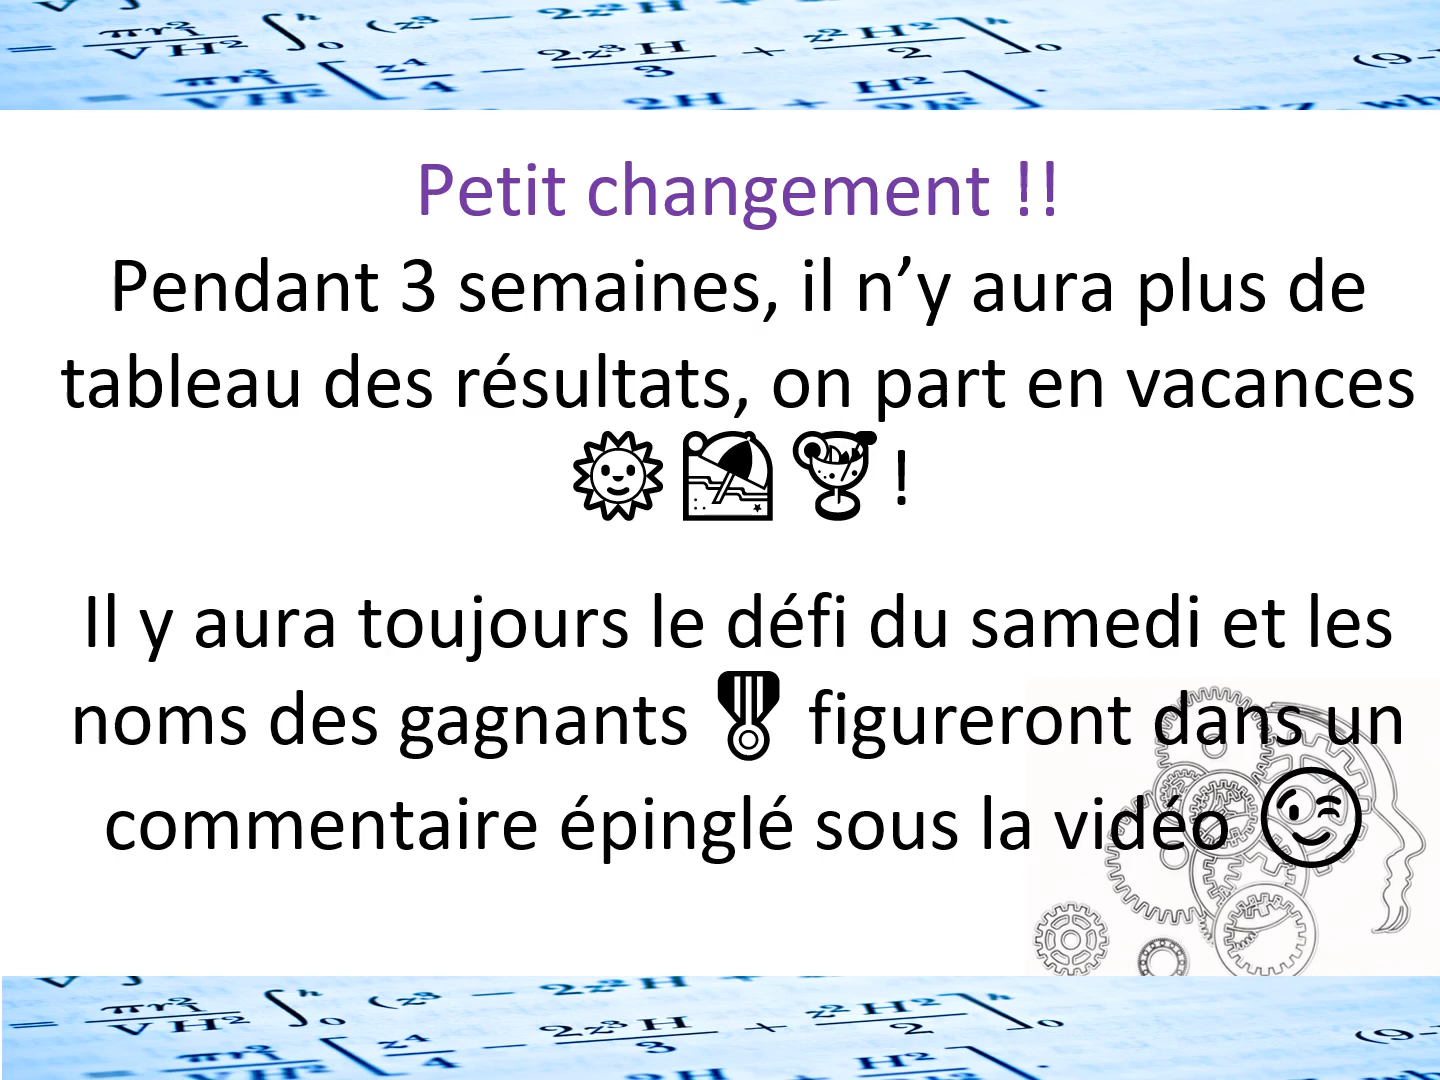 Petit changement !!
Pendant 3 semaines, il n’y aura plus de
tableau des résultats, on part en vacances
🌞🏖🍹!
Il y aura toujours le défi du samedi et les
noms des gagnants 🎖 figureront dans un
commentaire épinglé sous la vidéo 😉